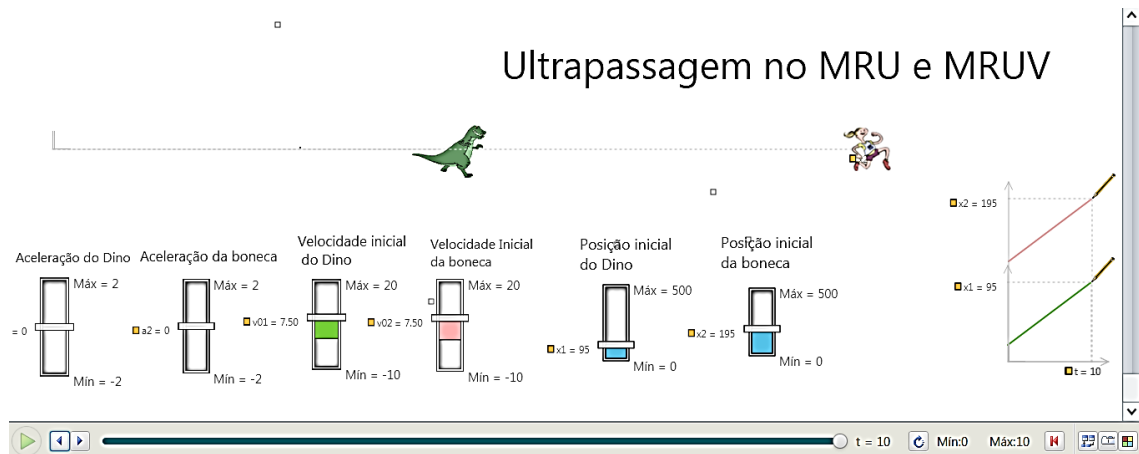 Ultrapassagem no MRU e MRUV
x2 = 195
x1 = 95
t = 10
Aceleração do Dino
Máx = 2
= 0
Mín = -2
Aceleração da boneca
Máx = 2
a2 = 0
Mín = -2
Velocidade inicial
do Dino
Máx = 20
v01 = 7.50
Mín = -10
Velocidade Inicial
da boneca
Máx = 20
v02 = 7.50
Mín = -10
Posição inicial
do Dino
Máx = 500
x1 = 95
Mín = 0
Posição inicial
da boneca
Máx = 500
x2 = 195
Mín = 0
t = 10 Mín:0 Máx:10